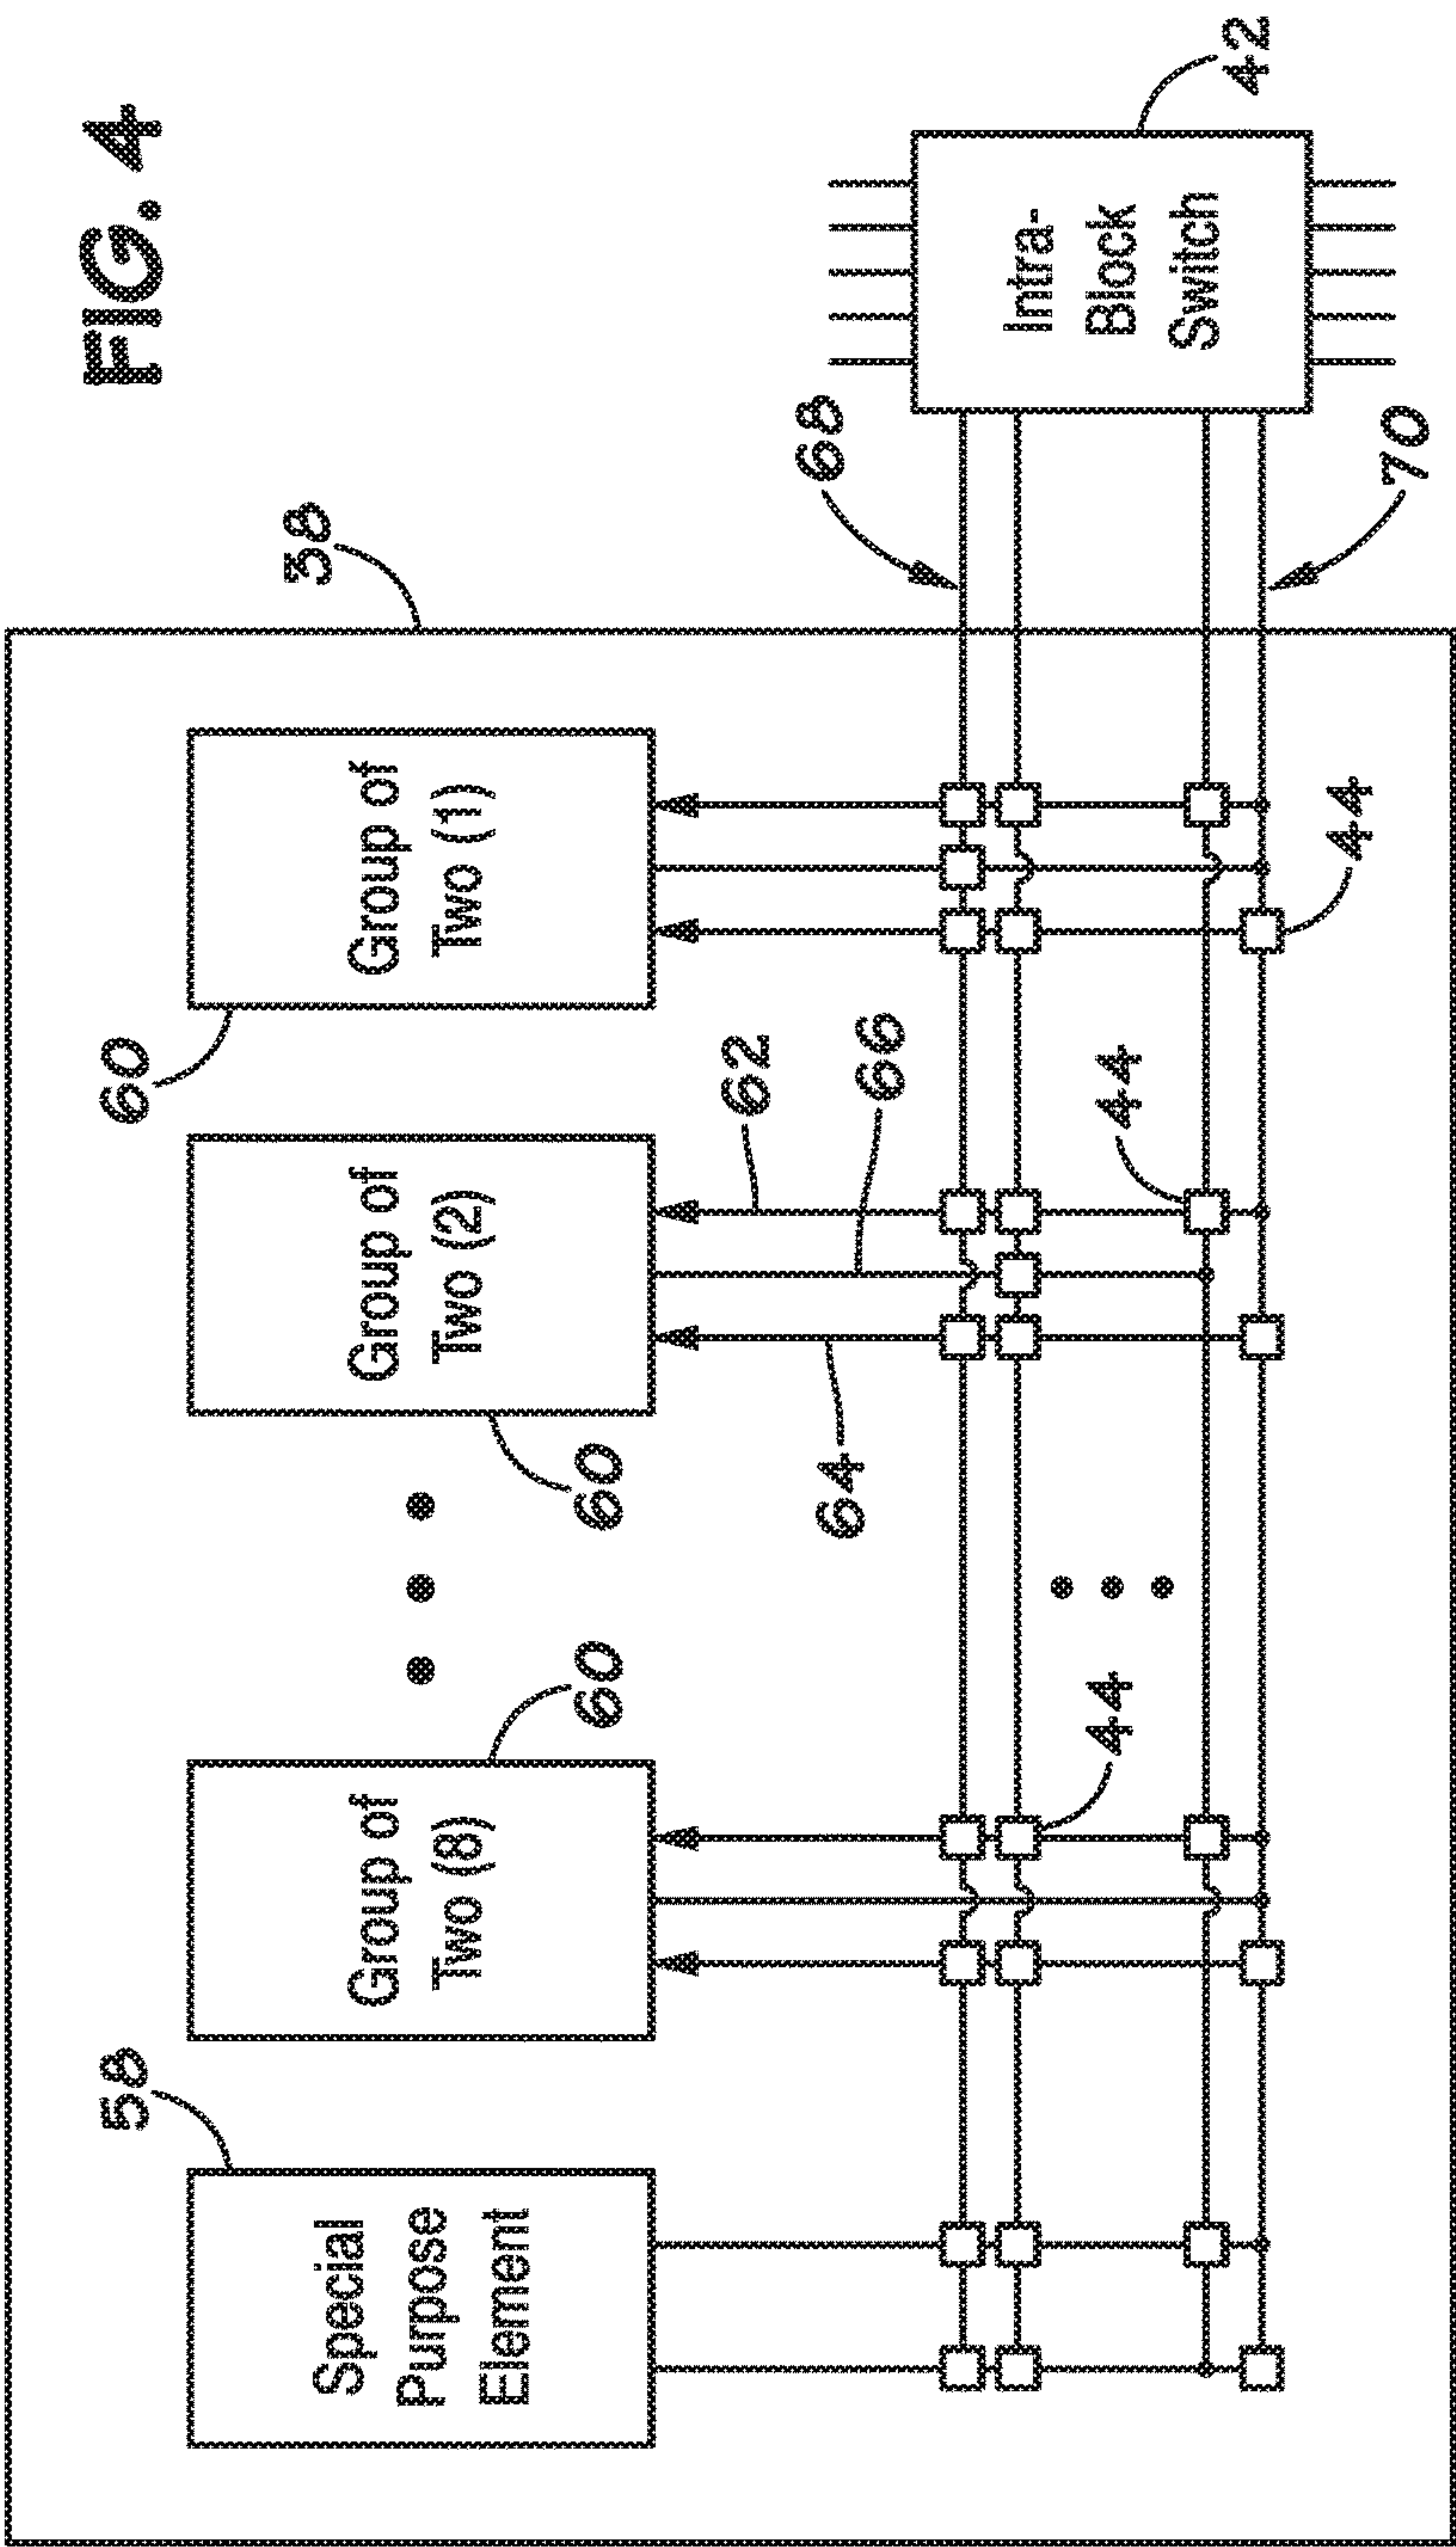 FIG. 4
38
58
60
60
60
Special
Purpose
Element
Group of
Two (8)
Group of
Two (2)
Group of
Two (1)
62
64
66
68
44
44
44
44
70
Intra-
Block
Switch
42